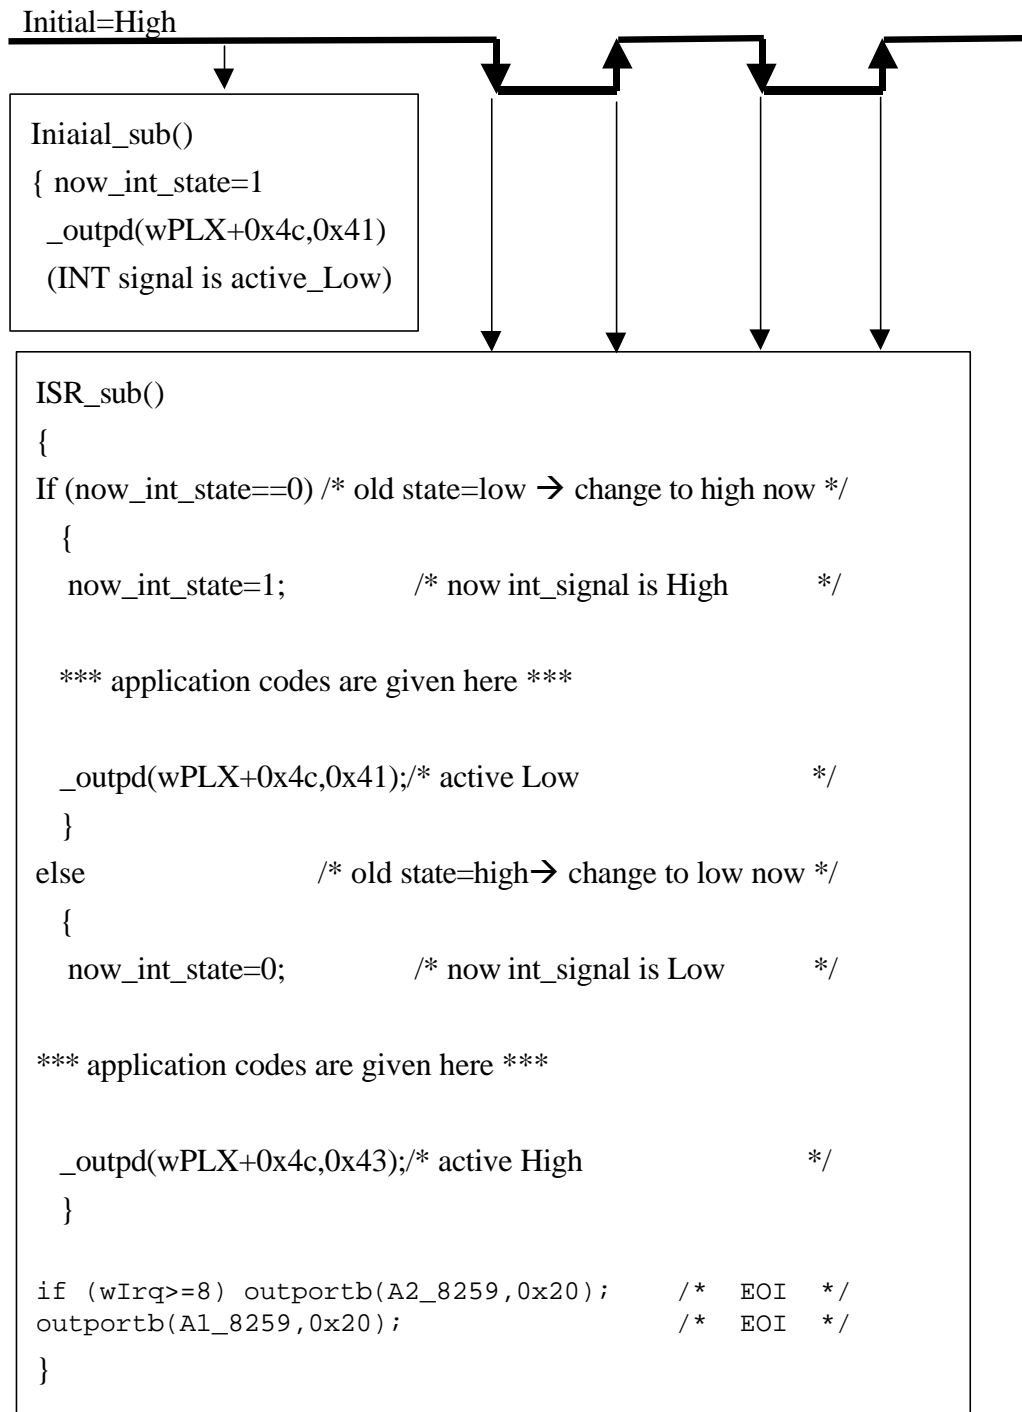 Initial=High
Iniaial_sub()
{ now_int_state=1
_outpd(wPLX+0x4c,0x41)
(INT signal is active_Low)
ISR_sub()
{
If (now_int_state==0) /* old state=low → change to high now */
{
now_int_state=1; /* now int_signal is High */
*** application codes are given here ***
_outpd(wPLX+0x4c,0x41);/* active Low */
}
else /* old state=high→ change to low now */
{
now_int_state=0; /* now int_signal is Low */
*** application codes are given here ***
_outpd(wPLX+0x4c,0x43);/* active High */
}
if (wIrq>=8) outportb(A2_8259,0x20); /* EOI */
outportb(A1_8259,0x20); /* EOI */
}